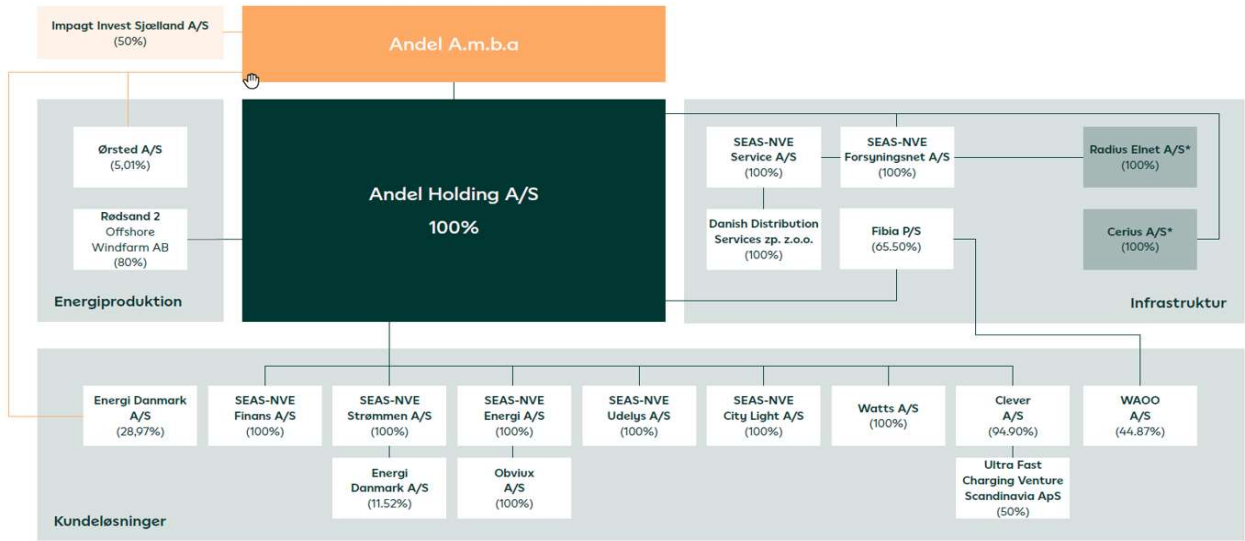 Impagt Invest Sjælland A/S
(50%)
Andel A.m.b.a
Ørsted A/S
(5,01%)
Rødsand 2
Offshore
Windfarm AB
(80%)
Energiproduktion
Andel Holding A/S
100%
SEAS-NVE
Service A/S
(100%)
SEAS-NVE
Forsyningsnet A/S
(100%)
Radius Elnet A/S*
(100%)
Danish Distribution
Services zp. z.o.o.
(100%)
Fibia P/S
(65.50%)
Cerius A/S*
(100%)
Infrastruktur
Energi Danmark
A/S
(28,97%)
SEAS-NVE
Finans A/S
(100%)
SEAS-NVE
Strømmen A/S
(100%)
SEAS-NVE
Energi A/S
(100%)
SEAS-NVE
Udelys A/S
(100%)
SEAS-NVE
City Light A/S
(100%)
Watts A/S
(100%)
Clever
A/S
(94.90%)
WAOO
A/S
(44.87%)
Energi
Danmark A/S
(11.52%)
Obviux
A/S
(100%)
Ultra Fast
Charging Venture
Scandinavia ApS
(50%)
Kundeløsninger